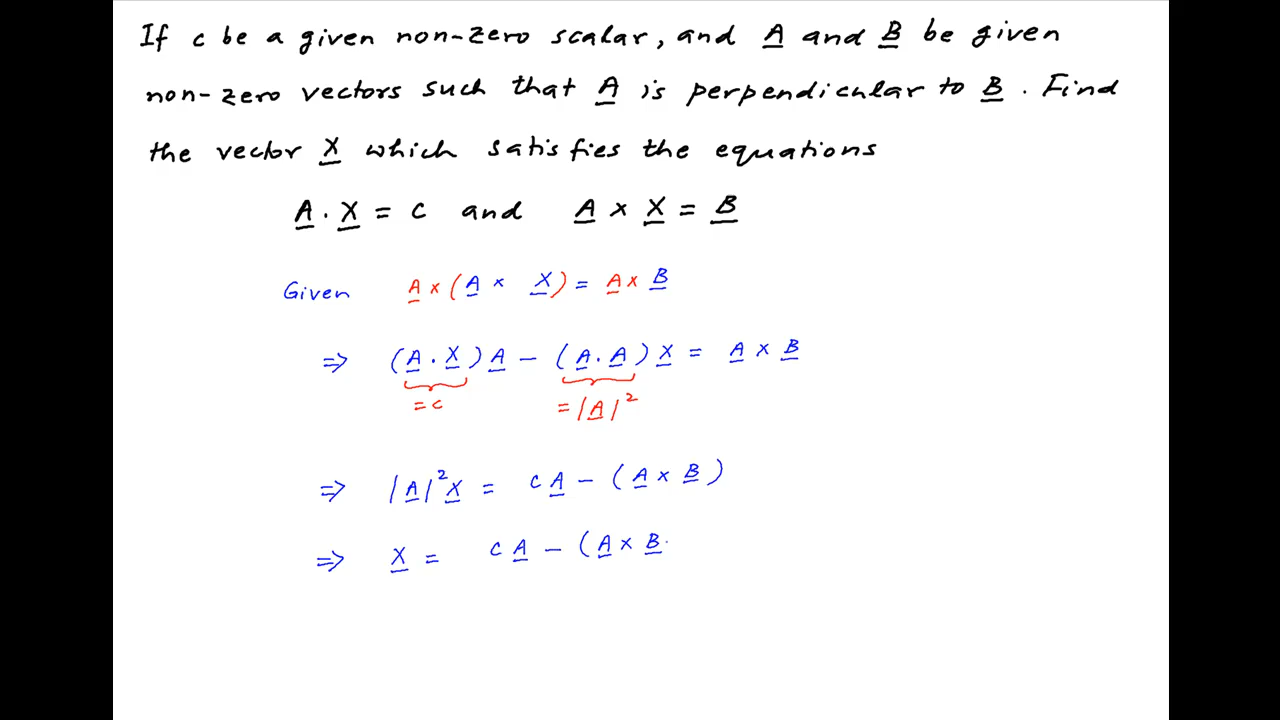 If c be a given non-zero scalar, and A and B be given
non-zero vectors such that A is perpendicular to B. Find
the vector X which satisfies the equations
A . X = c and A × X = B
Given A × (A × X) = A × B
⇒ (A . X) A − (A . A) X = A × B
= c = |A|²
⇒ |A|² X = c A − (A × B)
⇒ X = c A − (A × B